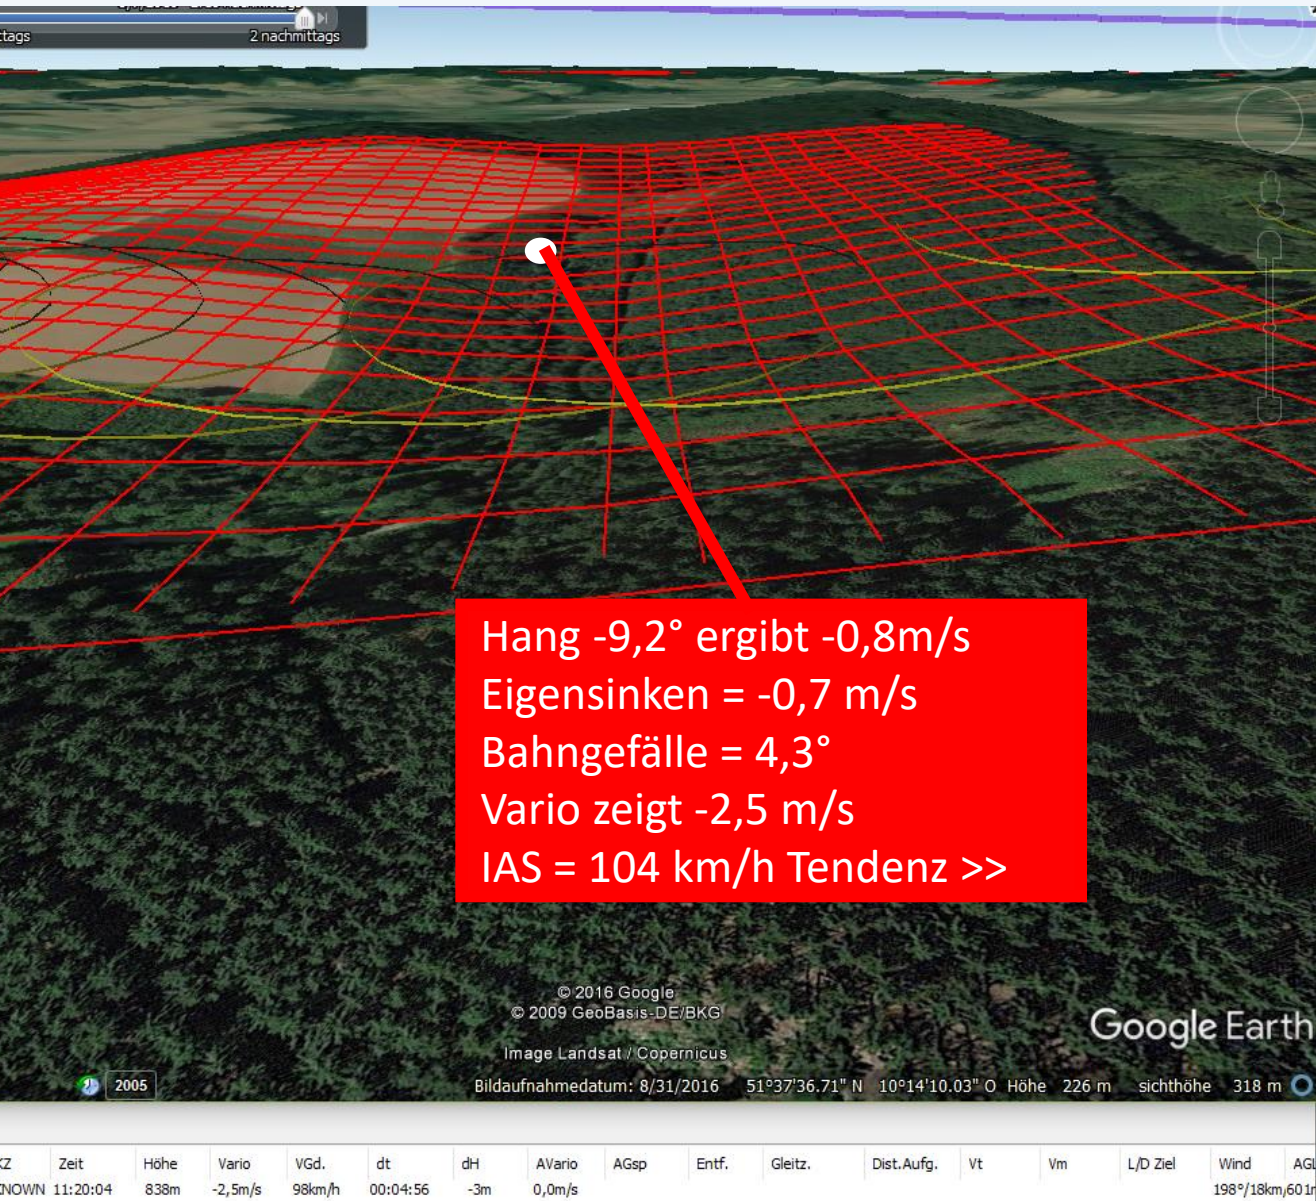 2 nachmittags
Hang -9,2° ergibt -0,8m/s
Eigensinken = -0,7 m/s
Bahngefälle = 4,3°
Vario zeigt -2,5 m/s
IAS = 104 km/h Tendenz >>
© 2016 Google
© 2009 GeoBasis-DE/BKG
Google Earth
Image Landsat / Copernicus
2005
Bildaufnahmedatum: 8/31/2016 51°37'36.71" N 10°14'10.03" O Höhe 226 m sichthöhe 318 m
KZ Zeit Höhe Vario VGd. dt dH AVario AGsp Entf. Gleitz. Dist.Aufg. Vt Vm L/D Ziel Wind AGL
NOWN 11:20:04 838m -2,5m/s 98km/h 00:04:56 -3m 0,0m/s 198°/18km/ 601m